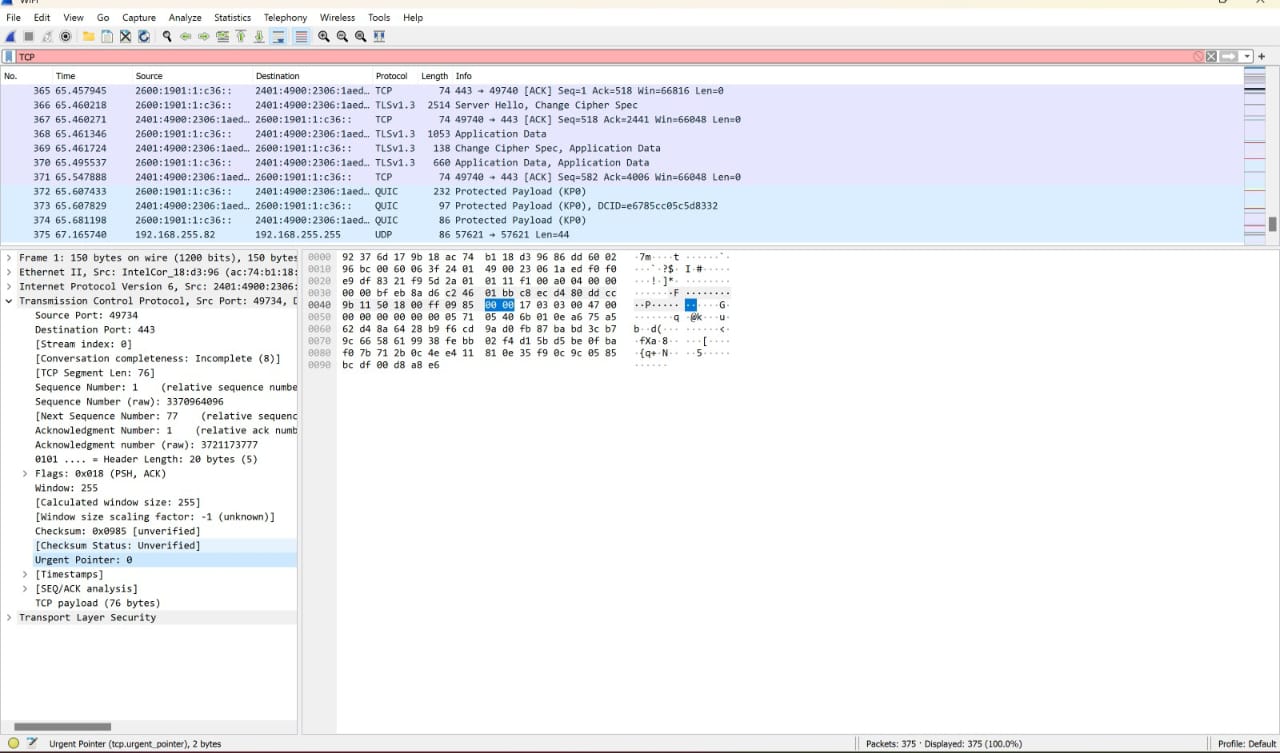 File Edit View Go Capture Analyze Statistics Telephony Wireless Tools Help
TCP
No. Time Source Destination Protocol Length Info
365 65.457945 2600:1901:1:c36:: 2401:4900:2306:1aed… TCP 74 443 → 49740 [ACK] Seq=1 Ack=518 Win=66816 Len=0
366 65.460218 2600:1901:1:c36:: 2401:4900:2306:1aed… TLSv1.3 2514 Server Hello, Change Cipher Spec
367 65.460271 2401:4900:2306:1aed… 2600:1901:1:c36:: TCP 74 49740 → 443 [ACK] Seq=518 Ack=2441 Win=66048 Len=0
368 65.461346 2600:1901:1:c36:: 2401:4900:2306:1aed… TLSv1.3 1053 Application Data
369 65.461724 2401:4900:2306:1aed… 2600:1901:1:c36:: TLSv1.3 138 Change Cipher Spec, Application Data
370 65.495537 2600:1901:1:c36:: 2401:4900:2306:1aed… TLSv1.3 660 Application Data, Application Data
371 65.547888 2401:4900:2306:1aed… 2600:1901:1:c36:: TCP 74 49740 → 443 [ACK] Seq=582 Ack=4006 Win=66048 Len=0
372 65.607433 2600:1901:1:c36:: 2401:4900:2306:1aed… QUIC 232 Protected Payload (KP0)
373 65.607829 2401:4900:2306:1aed… 2600:1901:1:c36:: QUIC 97 Protected Payload (KP0), DCID=e6785cc05c5d8332
374 65.681198 2600:1901:1:c36:: 2401:4900:2306:1aed… QUIC 86 Protected Payload (KP0)
375 67.165740 192.168.255.82 192.168.255.255 UDP 86 57621 → 57621 Len=44
Frame 1: 150 bytes on wire (1200 bits), 150 bytes
Ethernet II, Src: IntelCor_18:d3:96 (ac:74:b1:18:
Internet Protocol Version 6, Src: 2401:4900:2306:
Transmission Control Protocol, Src Port: 49734, D
Source Port: 49734
Destination Port: 443
[Stream index: 0]
[Conversation completeness: Incomplete (8)]
[TCP Segment Len: 76]
Sequence Number: 1 (relative sequence numbe
Sequence Number (raw): 3370964096
[Next Sequence Number: 77 (relative sequenc
Acknowledgment Number: 1 (relative ack numb
Acknowledgment number (raw): 3721173777
0101 .... = Header Length: 20 bytes (5)
Flags: 0x018 (PSH, ACK)
Window: 255
[Calculated window size: 255]
[Window size scaling factor: -1 (unknown)]
Checksum: 0x0985 [unverified]
[Checksum Status: Unverified]
Urgent Pointer: 0
[Timestamps]
[SEQ/ACK analysis]
TCP payload (76 bytes)
Transport Layer Security
0000 92 37 6d 17 9b 18 ac 74 b1 18 d3 96 86 dd 60 02 ·7m····t ······`·
0010 96 bc 00 60 06 3f 24 01 49 00 23 06 1a ed f0 f0 ···`·?$· I·#·····
0020 e9 df 83 21 f9 5d 2a 01 01 11 f1 00 a0 04 00 00 ···!·]*· ········
0030 00 00 bf eb 8a d6 c2 46 01 bb c8 ec d4 80 dd cc ·······F ········
0040 9b 11 50 18 00 ff 09 85 00 00 17 03 03 00 47 00 ··P····· ······G·
0050 00 00 00 00 00 00 05 71 05 40 6b 01 0e a6 75 a5 ·······q ·@k···u·
0060 62 d4 8a 64 28 b9 f6 cd 9a d0 fb 87 ba bd 3c b7 b··d(··· ······<·
0070 9c 66 58 61 99 38 fe bb 02 f4 d1 5b d5 be 0f ba ·fXa·8·· ···[····
0080 f0 7b 71 2b 0c 4e e4 11 81 0e 35 f9 0c 9c 05 85 ·{q+·N·· ··5·····
0090 bc df 00 d8 a8 e6 ······
Urgent Pointer (tcp.urgent_pointer), 2 bytes
Packets: 375 · Displayed: 375 (100.0%)
Profile: Default